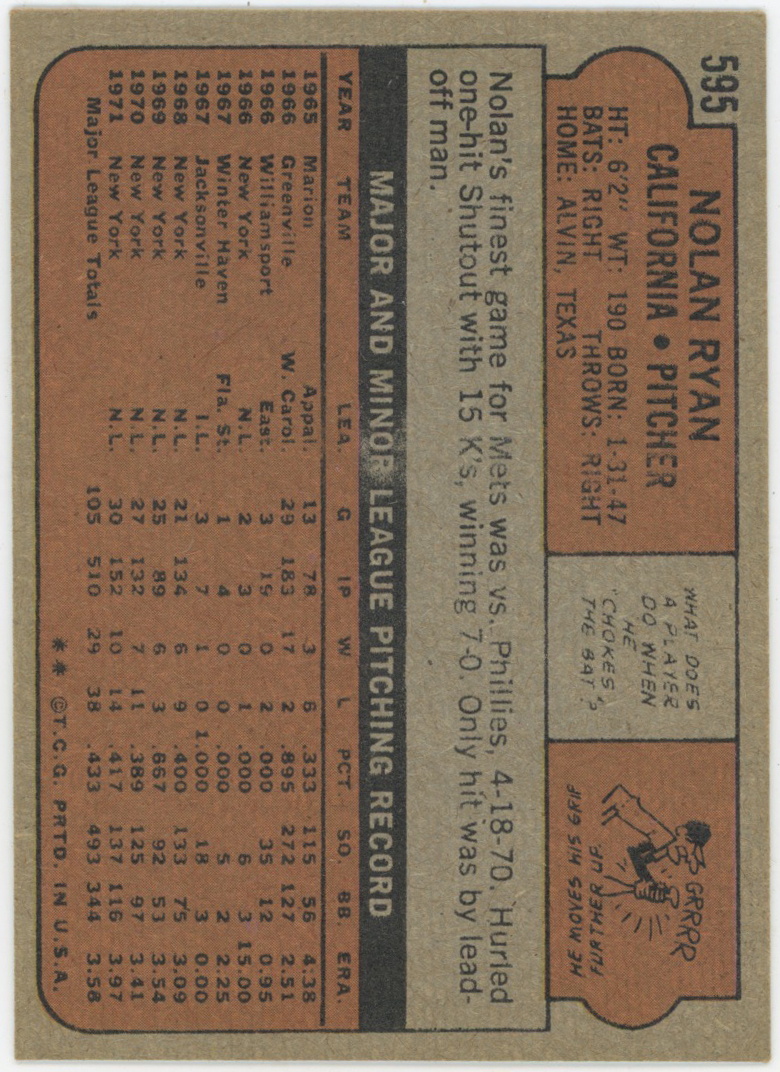 595
NOLAN RYAN
CALIFORNIA • PITCHER
HT: 6'2" WT: 190 BORN: 1-31-47
BATS: RIGHT THROWS: RIGHT
HOME: ALVIN, TEXAS
WHAT DOES
A PLAYER
DO WHEN
HE
"CHOKES
THE BAT"?
GRRRR
HE MOVES HIS GRIP
FURTHER UP.
Nolan's finest game for Mets was vs. Phillies, 4-18-70. Hurled
one-hit Shutout with 15 K's, winning 7-0. Only hit was by lead-
off man.
MAJOR AND MINOR LEAGUE PITCHING RECORD
YEAR TEAM LEA. G IP W L PCT. SO. BB. ERA.
1965 Marion Appal. 13 78 3 6 .333 115 56 4.38
1966 Greenville W. Carol. 29 183 17 2 .895 272 127 2.51
1966 Williamsport East. 3 19 0 2 .000 35 12 0.95
1966 New York N.L. 2 3 0 1 .000 6 3 15.00
1967 Winter Haven Fla. St. 1 4 0 0 .000 5 2 2.25
1967 Jacksonville I.L. 3 7 1 0 1.000 18 3 0.00
1968 New York N.L. 21 134 6 9 .400 133 75 3.09
1969 New York N.L. 25 89 6 3 .667 92 53 3.54
1970 New York N.L. 27 132 7 11 .389 125 97 3.41
1971 New York N.L. 30 152 10 14 .417 137 116 3.97
Major League Totals 105 510 29 38 .433 493 344 3.58
** ©T.C.G. PRTD. IN U.S.A.